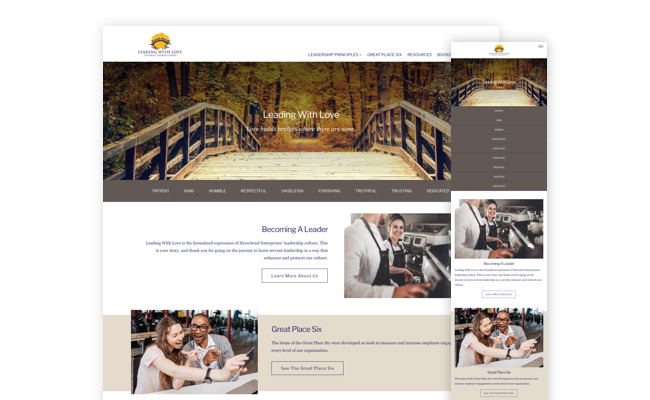 LEADING WITH LOVE
LEADERSHIP PRINCIPLES
GREAT PLACE SIX
RESOURCES
BOOK
Leading With Love
Love builds bridges where there are none.
PATIENT
KIND
HUMBLE
RESPECTFUL
UNSELFISH
FORGIVING
TRUTHFUL
TRUSTING
DEDICATED
Becoming A Leader
Leading With Love is the formalized expression of Herschend Enterprises' leadership culture. This
is your story, and thank you for going on the journey to learn servant leadership in a way that
enhances and protects our culture.
Learn More About Us
Great Place Six
The items of the Great Place Six were developed as tools to measure and increase employee engag
every level of our organization.
See The Great Place Six
Leading With Love
PATIENT
KIND
HUMBLE
RESPECTFUL
UNSELFISH
FORGIVING
TRUTHFUL
TRUSTING
DEDICATED
Becoming A Leader
Leading With Love is the formalized expression of Herschend Enterprises'
leadership culture. This is your story, and thank you for going on the
journey to learn servant leadership in a way that enhances and protects our
culture.
Learn More About Us
Great Place Six
The items of the Great Place Six were developed as tools to measure and
increase employee engagement at every level of our organization.
See The Great Place Six